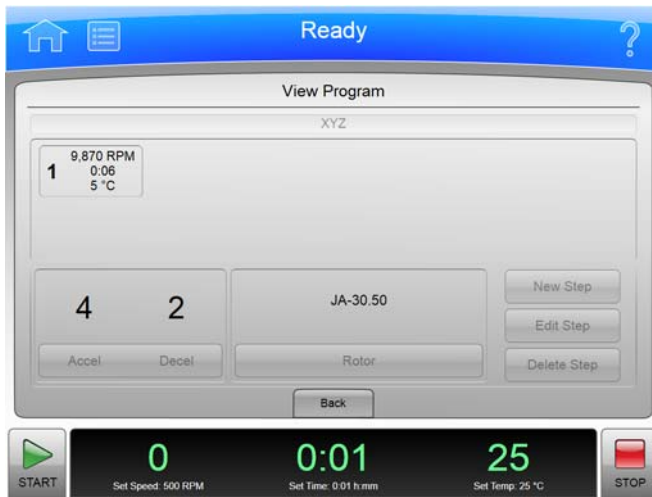 Ready
?
View Program
XYZ
1
9,870 RPM
0:06
5 °C
4 2
Accel Decel
JA-30.50
Rotor
New Step
Edit Step
Delete Step
Back
START
0
Set Speed: 500 RPM
0:01
Set Time: 0:01 h:mm
25
Set Temp: 25 °C
STOP